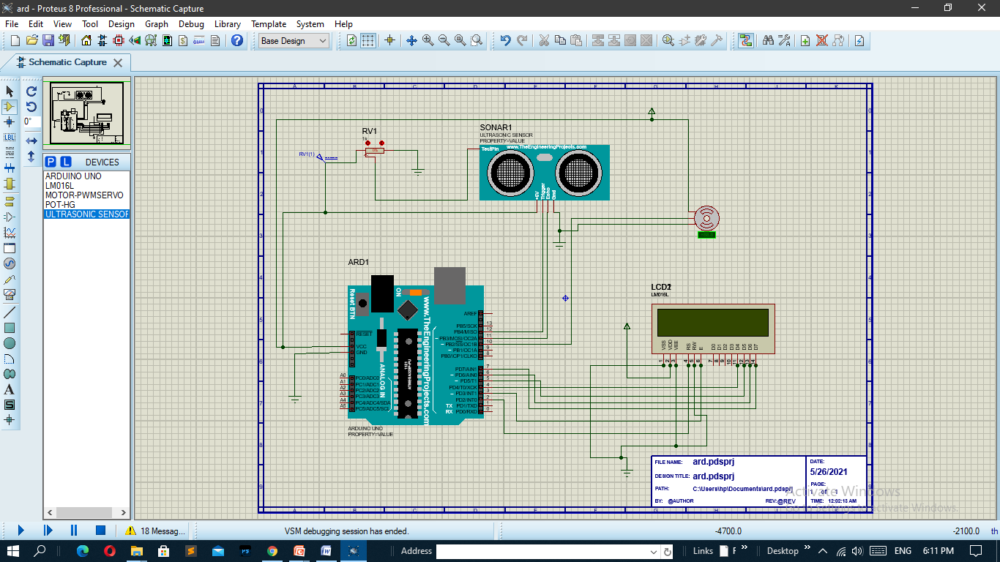 ard - Proteus 8 Professional - Schematic Capture
File Edit View Tool Design Graph Debug Library Template System Help
Base Design
Schematic Capture
P L DEVICES
ARDUINO UNO
LM016L
MOTOR-PWMSERVO
POT-HG
ULTRASONIC SENSOR
0°
LBL
A B C D E F G H J K
RV1
1k
RV1(1)
0%
SONAR1
ULTRASONIC SENSOR
PROPERTY=VALUE
TestPin
www.TheEngineeringProjects.com
+5V
Trigger
Echo
Gnd
ARD1
Reset BTN
ON
www.TheEngineeringProjects.com
ANALOG IN
RESET
VCC
GND
A0 PC0/ADC0
A1 PC1/ADC1
A2 PC2/ADC2
A3 PC3/ADC3
A4 PC4/ADC4/SDA
A5 PC5/ADC5/SCL
AREF
PB5/SCK 13
PB4/MISO 12
~ PB3/MOSI/OC2A 11
~ PB2/SS/OC1B 10
~ PB1/OC1A 9
PB0/ICP1/CLKO 8
PD7/AIN1 7
~ PD6/AIN0 6
~ PD5/T1 5
PD4/T0/XCK 4
~ PD3/INT1 3
PD2/INT0 2
TX PD1/TXD 1
RX PD0/RXD 0
ARDUINO UNO
PROPERTY=VALUE
LM016L
VSS VDD VEE RS RW E D0 D1 D2 D3 D4 D5 D6 D7
1 2 3 4 5 6 7 8 9 10 11 12 13 14
FILE NAME: ard.pdsprj
DESIGN TITLE: ard.pdsprj
PATH: C:\Users\hp\Documents\ard.pdsprj
BY: @AUTHOR REV:@REV
DATE:
5/26/2021
PAGE:
1 of 1
TIME: 12:02:13 AM
Activate Windows
Go to Settings to activate Windows.
A B C D E F G H J K
18 Messag... VSM debugging session has ended. -4700.0 -2100.0 th
Address Links F Desktop ENG 6:11 PM